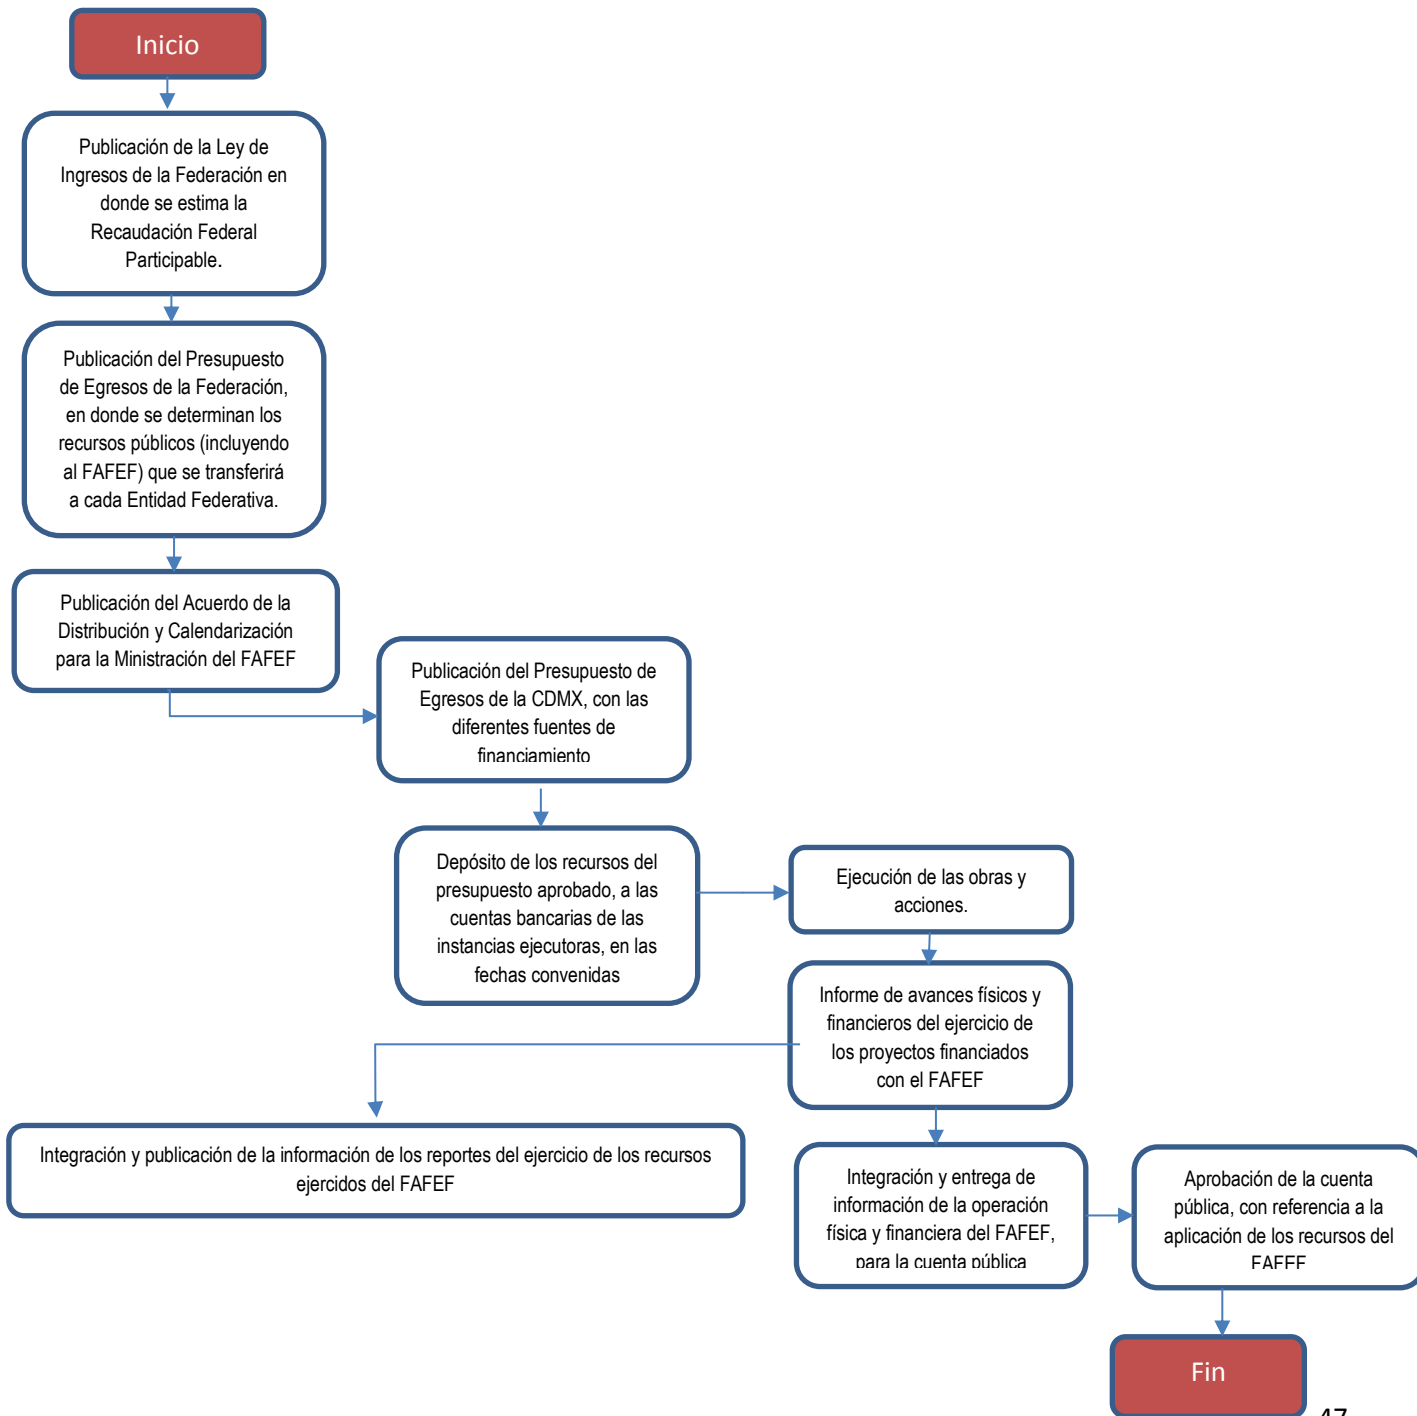 Inicio
Publicación de la Ley de
Ingresos de la Federación en
donde se estima la
Recaudación Federal
Participable.
Publicación del Presupuesto
de Egresos de la Federación,
en donde se determinan los
recursos públicos (incluyendo
al FAFEF) que se transferirá
a cada Entidad Federativa.
Publicación del Acuerdo de la
Distribución y Calendarización
para la Ministración del FAFEF
Publicación del Presupuesto de
Egresos de la CDMX, con las
diferentes fuentes de
financiamiento
Depósito de los recursos del
presupuesto aprobado, a las
cuentas bancarias de las
instancias ejecutoras, en las
fechas convenidas
Ejecución de las obras y
acciones.
Informe de avances físicos y
financieros del ejercicio de
los proyectos financiados
con el FAFEF
Integración y publicación de la información de los reportes del ejercicio de los recursos
ejercidos del FAFEF
Integración y entrega de
información de la operación
física y financiera del FAFEF,
para la cuenta pública
Aprobación de la cuenta
pública, con referencia a la
aplicación de los recursos del
FAFEF
Fin
47